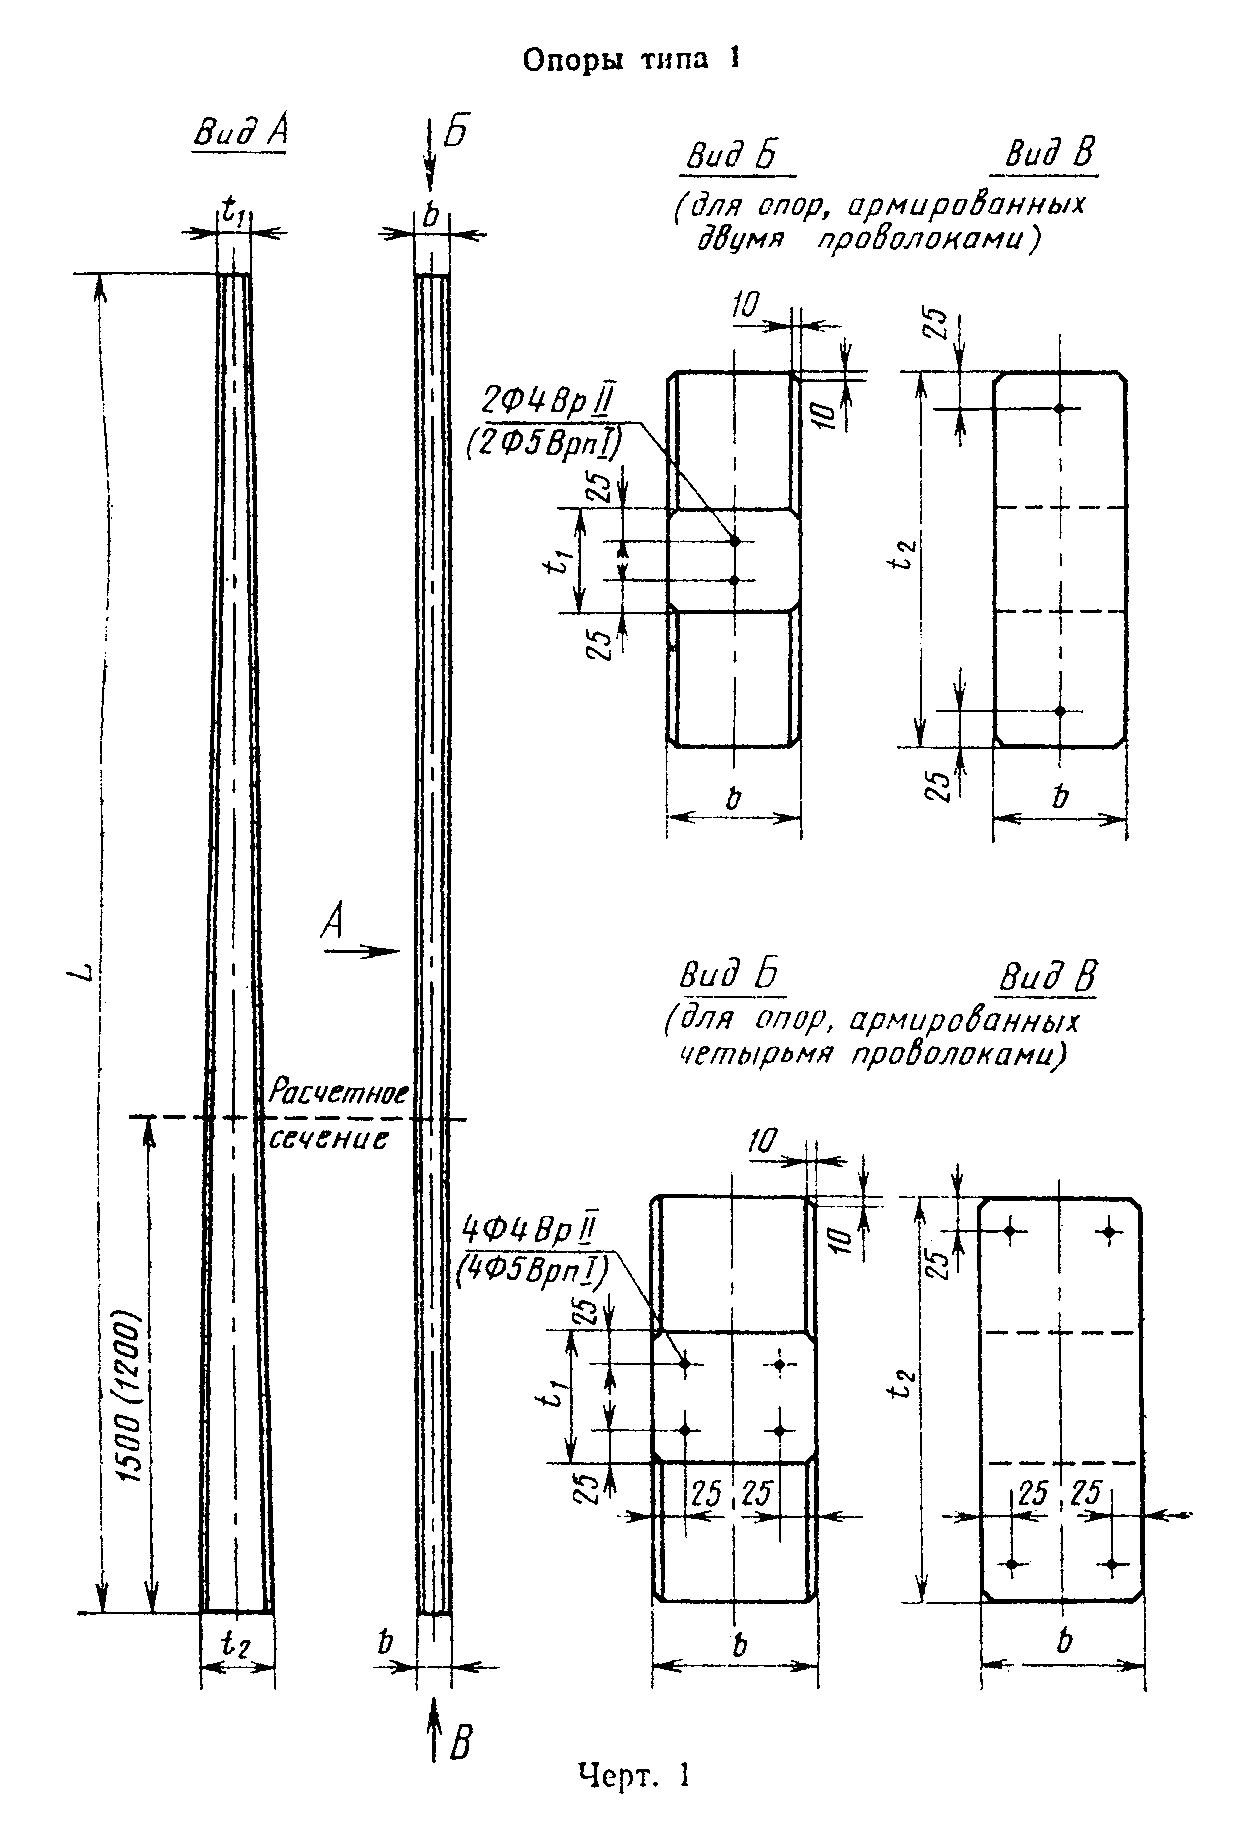 Опоры типа 1
Вид А
Б
t₁
b
L
А
Расчетное
сечение
1500 (1200)
t₂
b
В
Вид Б
(для опор, армированных
двумя проволоками)
Вид В
10
10
2Ф4 Вр II
(2Ф5 Врп I)
25
t₁
25
b
25
t₂
25
b
Вид Б
(для опор, армированных
четырьмя проволоками)
Вид В
10
10
4Ф4 Вр II
(4Ф5 Врп I)
25
t₁
25
25 25
b
25
t₂
25 25
b
Черт. 1